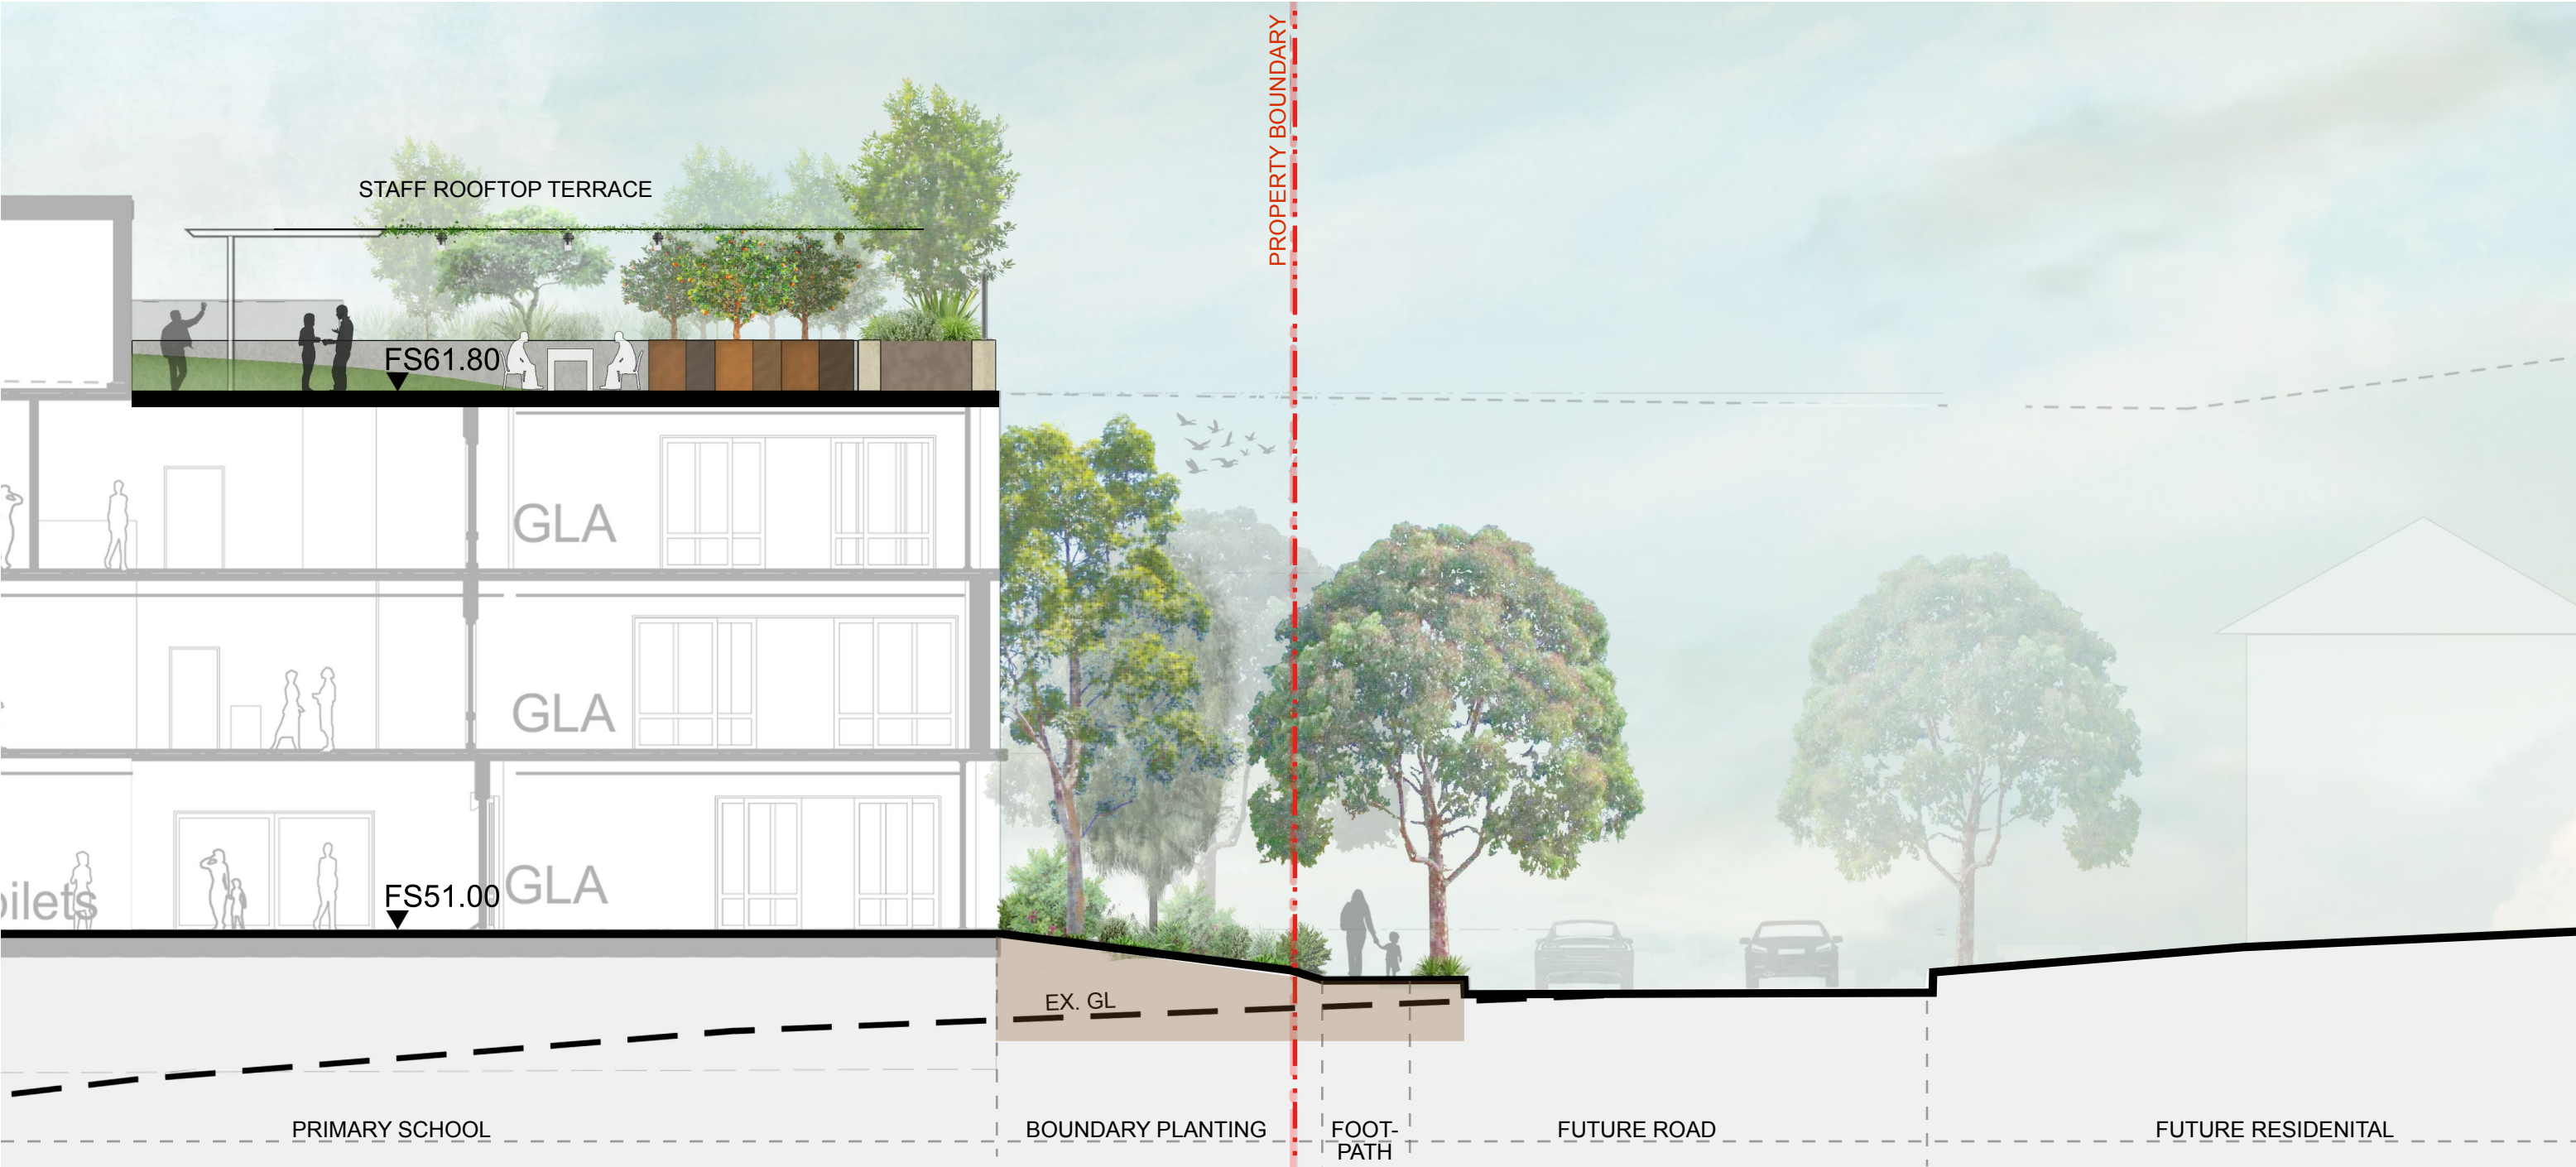 PROPERTY BOUNDARY
STAFF ROOFTOP TERRACE
FS61.80
GLA
GLA
FS51.00
GLA
oilets
EX. GL
PRIMARY SCHOOL
BOUNDARY PLANTING
FOOT-
PATH
FUTURE ROAD
FUTURE RESIDENITAL